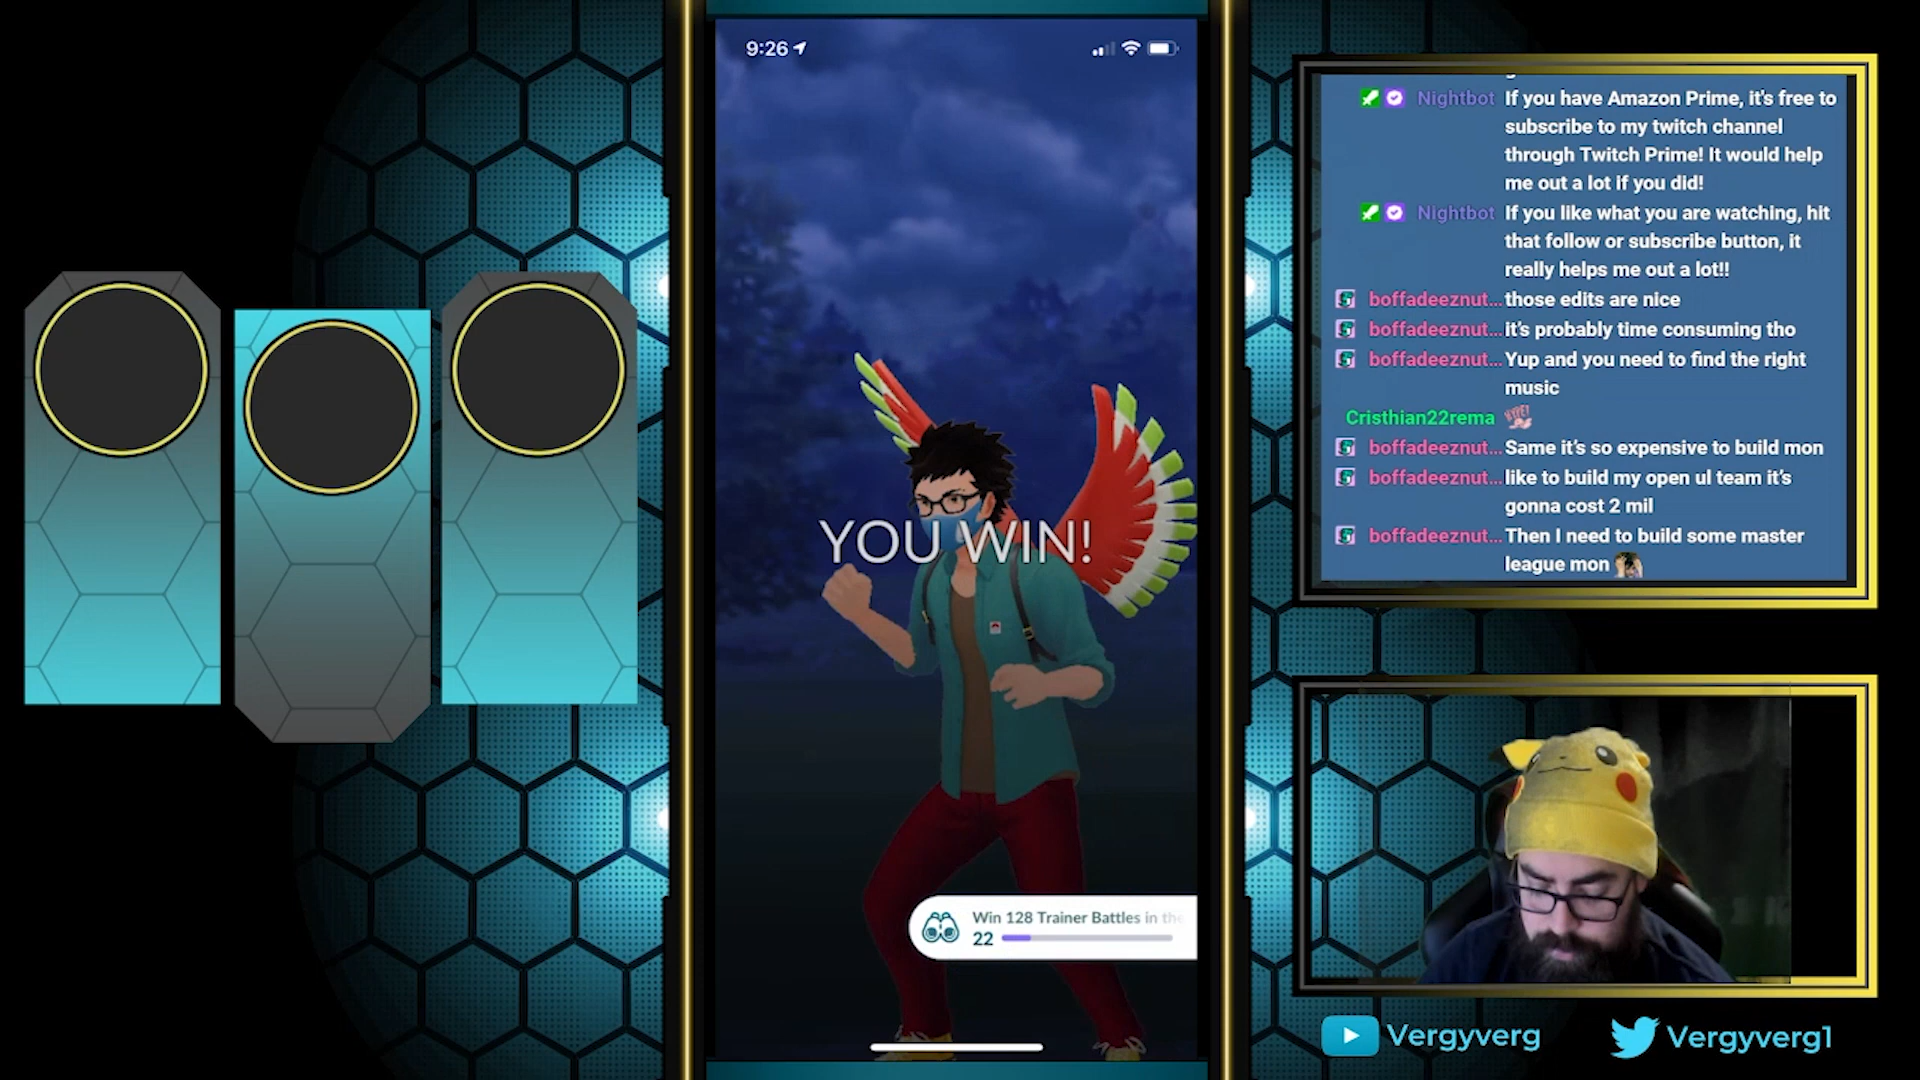 9:26
YOU WIN!
Win 128 Trainer Battles in the
22
Nightbot If you have Amazon Prime, it's free to
subscribe to my twitch channel
through Twitch Prime! It would help
me out a lot if you did!
Nightbot If you like what you are watching, hit
that follow or subscribe button, it
really helps me out a lot!!
boffadeeznut... those edits are nice
boffadeeznut... it's probably time consuming tho
boffadeeznut... Yup and you need to find the right
music
Cristhian22rema HYPE!
boffadeeznut... Same it's so expensive to build mon
boffadeeznut... like to build my open ul team it's
gonna cost 2 mil
boffadeeznut... Then I need to build some master
league mon
Vergyverg
Vergyverg1